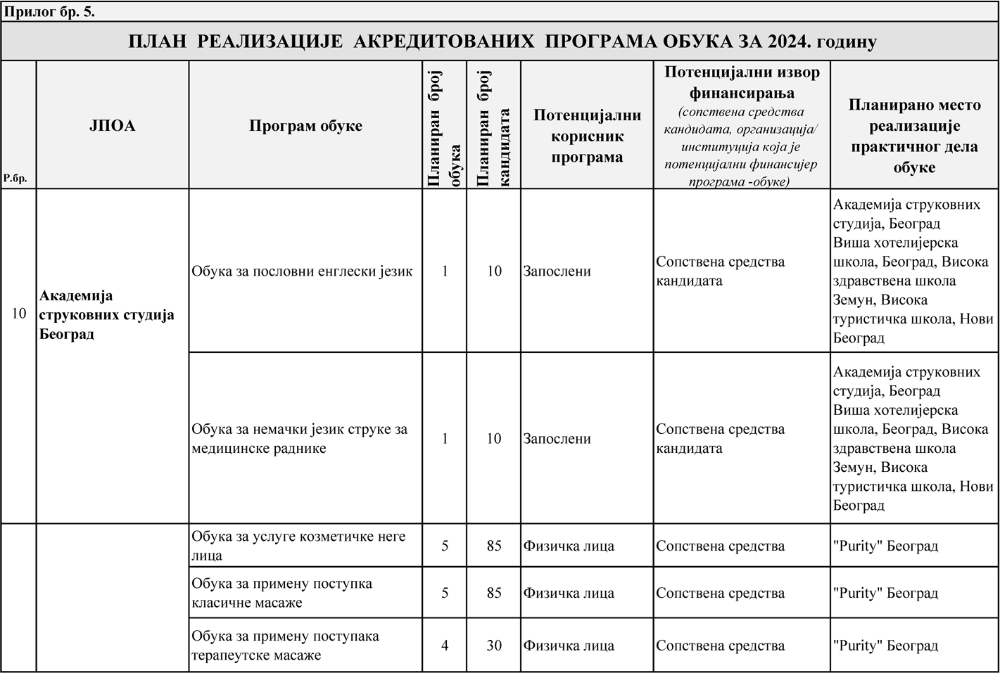 Прилог бр. 5.
ПЛАН РЕАЛИЗАЦИЈЕ АКРЕДИТОВАНИХ ПРОГРАМА ОБУКА ЗА 2024. годину
Р.бр.
ЈПОА
Програм обуке
Планиран број
обука
Планиран број
кандидата
Потенцијални
корисник
програма
Потенцијални извор
финансирања
(сопствена средства
кандидата, организација/
институција која је
потенцијални финансијер
програма -обуке)
Планирано место
реализације
практичног дела
обуке
10
Академија
струковних студија
Београд
Обука за пословни енглески језик
1
10
Запослени
Сопствена средства
кандидата
Академија струковних
студија, Београд
Виша хотелијерска
школа, Београд, Висока
здравствена школа
Земун, Висока
туристичка школа, Нови
Београд
Обука за немачки језик струке за
медицинске раднике
1
10
Запослени
Сопствена средства
кандидата
Академија струковних
студија, Београд
Виша хотелијерска
школа, Београд, Висока
здравствена школа
Земун, Висока
туристичка школа, Нови
Београд
Обука за услуге козметичке неге
лица
5
85
Физичка лица
Сопствена средства
"Purity" Београд
Обука за примену поступка
класичне масаже
5
85
Физичка лица
Сопствена средства
"Purity" Београд
Обука за примену поступака
терапеутске масаже
4
30
Физичка лица
Сопствена средства
"Purity" Београд